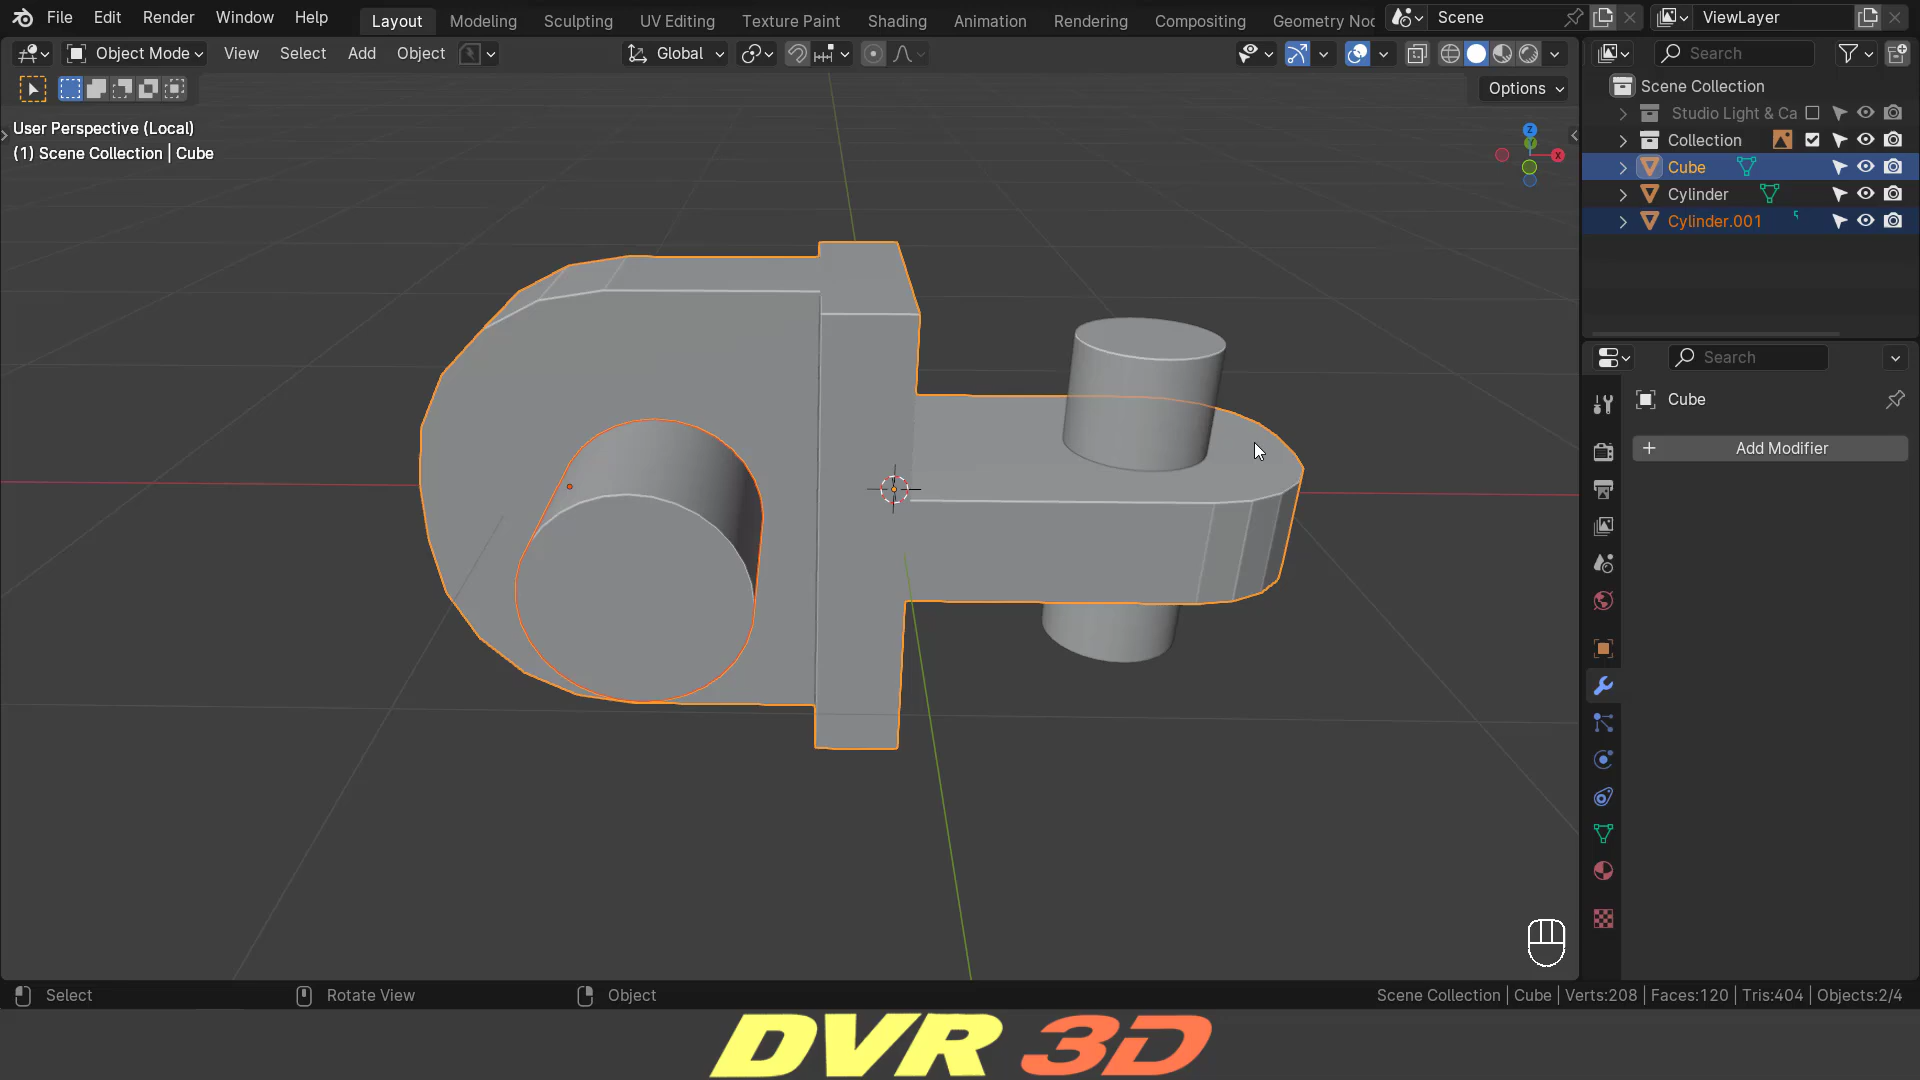 File Edit Render Window Help
Layout Modeling Sculpting UV Editing Texture Paint Shading Animation Rendering Compositing Geometry Noc
Scene
ViewLayer
Object Mode View Select Add Object
Global
Search
Options
User Perspective (Local)
(1) Scene Collection | Cube
Z
Y
X
Scene Collection
Studio Light & Ca
Collection
Cube
Cylinder
Cylinder.001
Search
Cube
+ Add Modifier
Select Rotate View Object
Scene Collection | Cube | Verts:208 | Faces:120 | Tris:404 | Objects:2/4
DVR 3D